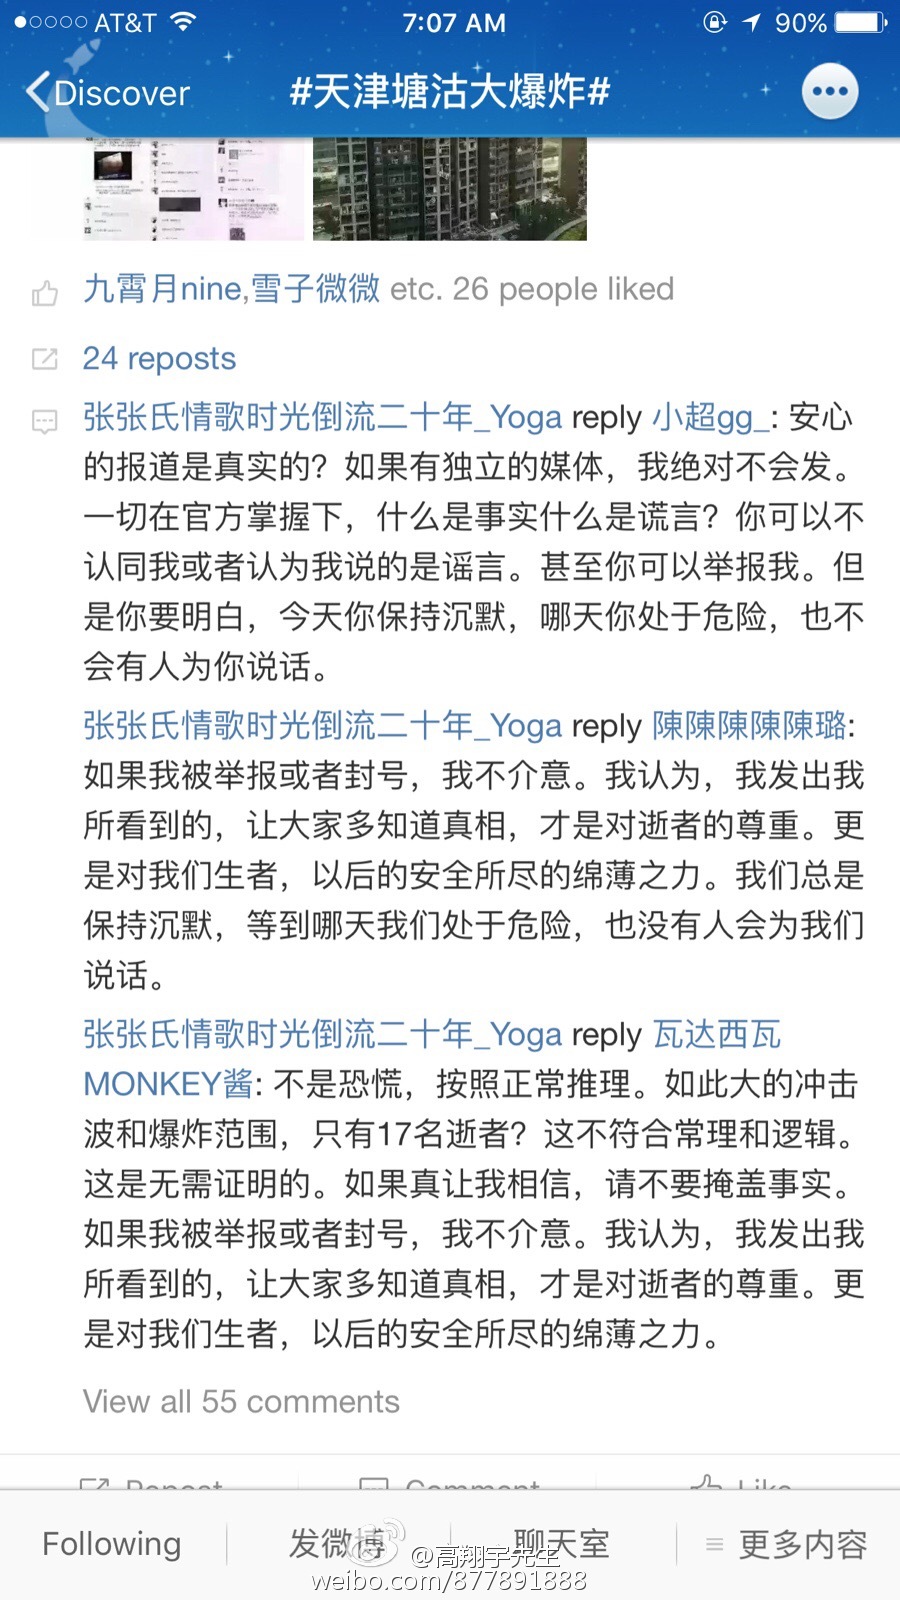 AT&T 7:07 AM 90%
Discover #天津塘沽大爆炸#
九霄月nine,雪子微微 etc. 26 people liked
24 reposts
张张氏情歌时光倒流二十年_Yoga reply 小超gg_: 安心
的报道是真实的？如果有独立的媒体，我绝对不会发。
一切在官方掌握下，什么是事实什么是谎言？你可以不
认同我或者认为我说的是谣言。甚至你可以举报我。但
是你要明白，今天你保持沉默，哪天你处于危险，也不
会有人为你说话。
张张氏情歌时光倒流二十年_Yoga reply 陳陳陳陳陳璐:
如果我被举报或者封号，我不介意。我认为，我发出我
所看到的，让大家多知道真相，才是对逝者的尊重。更
是对我们生者，以后的安全所尽的绵薄之力。我们总是
保持沉默，等到哪天我们处于危险，也没有人会为我们
说话。
张张氏情歌时光倒流二十年_Yoga reply 瓦达西瓦
MONKEY酱: 不是恐慌，按照正常推理。如此大的冲击
波和爆炸范围，只有17名逝者？这不符合常理和逻辑。
这是无需证明的。如果真让我相信，请不要掩盖事实。
如果我被举报或者封号，我不介意。我认为，我发出我
所看到的，让大家多知道真相，才是对逝者的尊重。更
是对我们生者，以后的安全所尽的绵薄之力。
View all 55 comments
Repost Comment Like
Following 发微博 聊天室 更多内容
@高翔宇先生
weibo.com/877891888